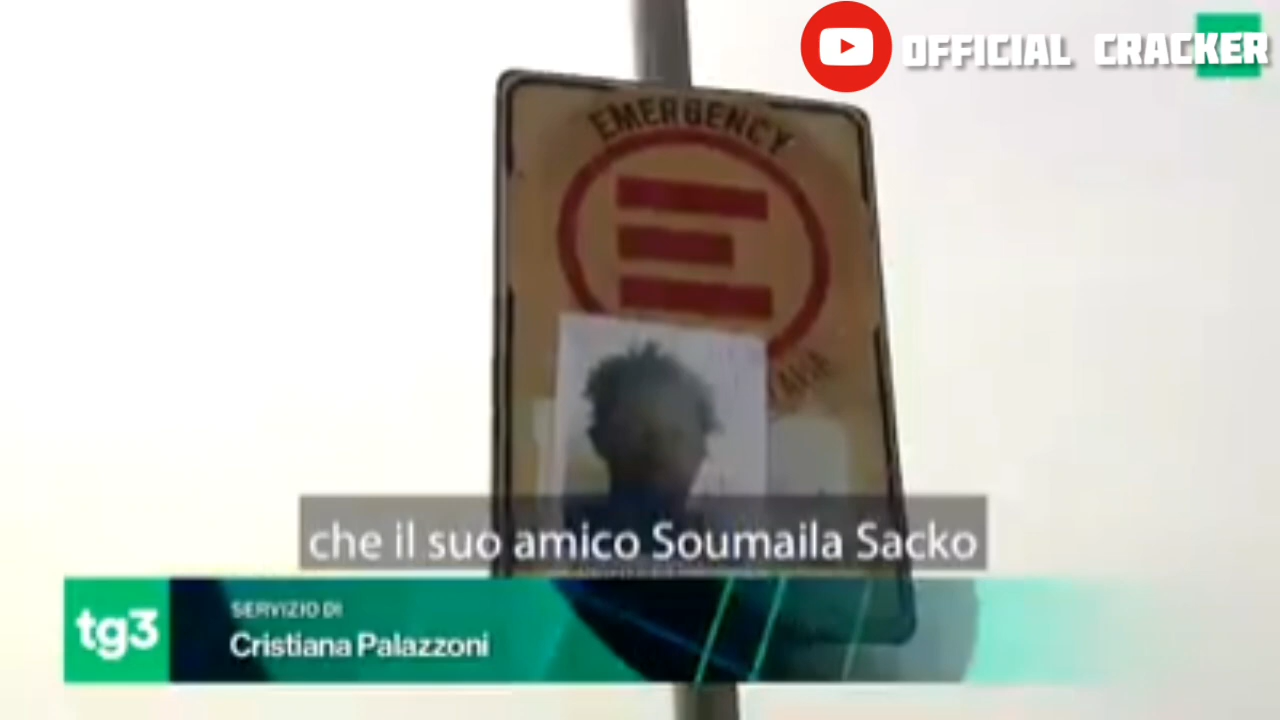 OFFICIAL CRACKER
EMERGENCY
che il suo amico Soumaila Sacko
tg3
SERVIZIO DI
Cristiana Palazzoni